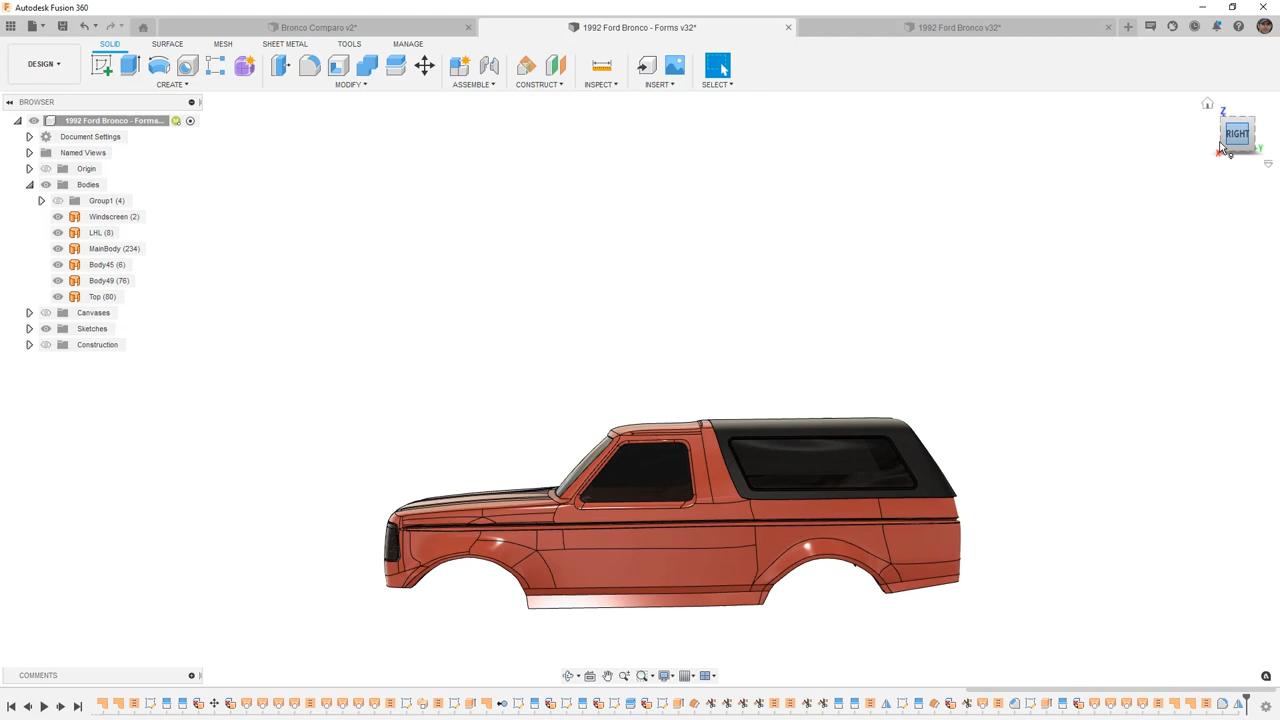 Autodesk Fusion 360
Bronco Comparo v2*
1992 Ford Bronco - Forms v32*
1992 Ford Bronco v32*
DESIGN
SOLID
SURFACE
MESH
SHEET METAL
TOOLS
MANAGE
CREATE
MODIFY
ASSEMBLE
CONSTRUCT
INSPECT
INSERT
SELECT
BROWSER
1992 Ford Bronco - Forms...
Document Settings
Named Views
Origin
Bodies
Group1 (4)
Windscreen (2)
LHL (8)
MainBody (234)
Body45 (6)
Body49 (76)
Top (80)
Canvases
Sketches
Construction
Z
RIGHT
X
Y
COMMENTS